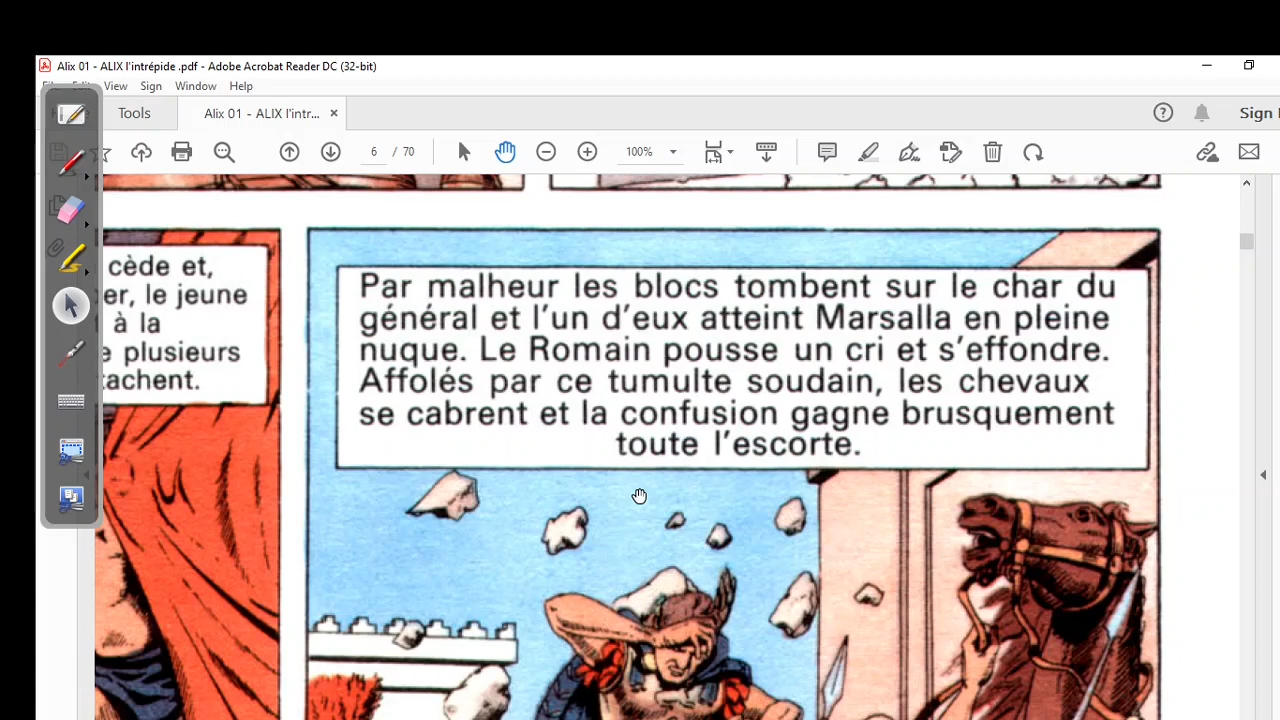 Alix 01 - ALIX l'intrépide .pdf - Adobe Acrobat Reader DC (32-bit)
View Sign Window Help
Tools
Alix 01 - ALIX l'intr...
Sign
6 / 70
100%
cède et,
le jeune
à la
plusieurs
Par malheur les blocs tombent sur le char du
général et l'un d'eux atteint Marsalla en pleine
nuque. Le Romain pousse un cri et s'effondre.
Affolés par ce tumulte soudain, les chevaux
se cabrent et la confusion gagne brusquement
toute l'escorte.